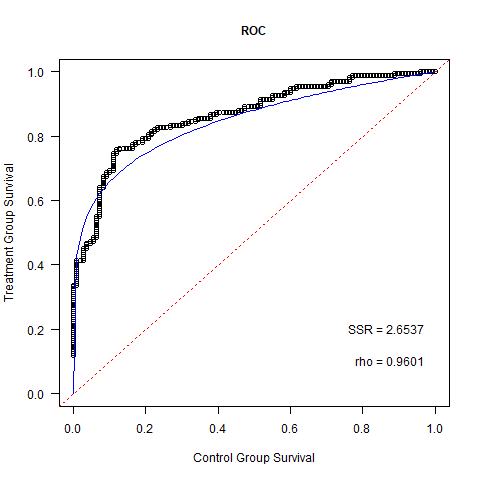 ROC
Treatment Group Survival
1.0
0.8
0.6
0.4
0.2
0.0
SSR = 2.6537
rho = 0.9601
0.0 0.2 0.4 0.6 0.8 1.0
Control Group Survival